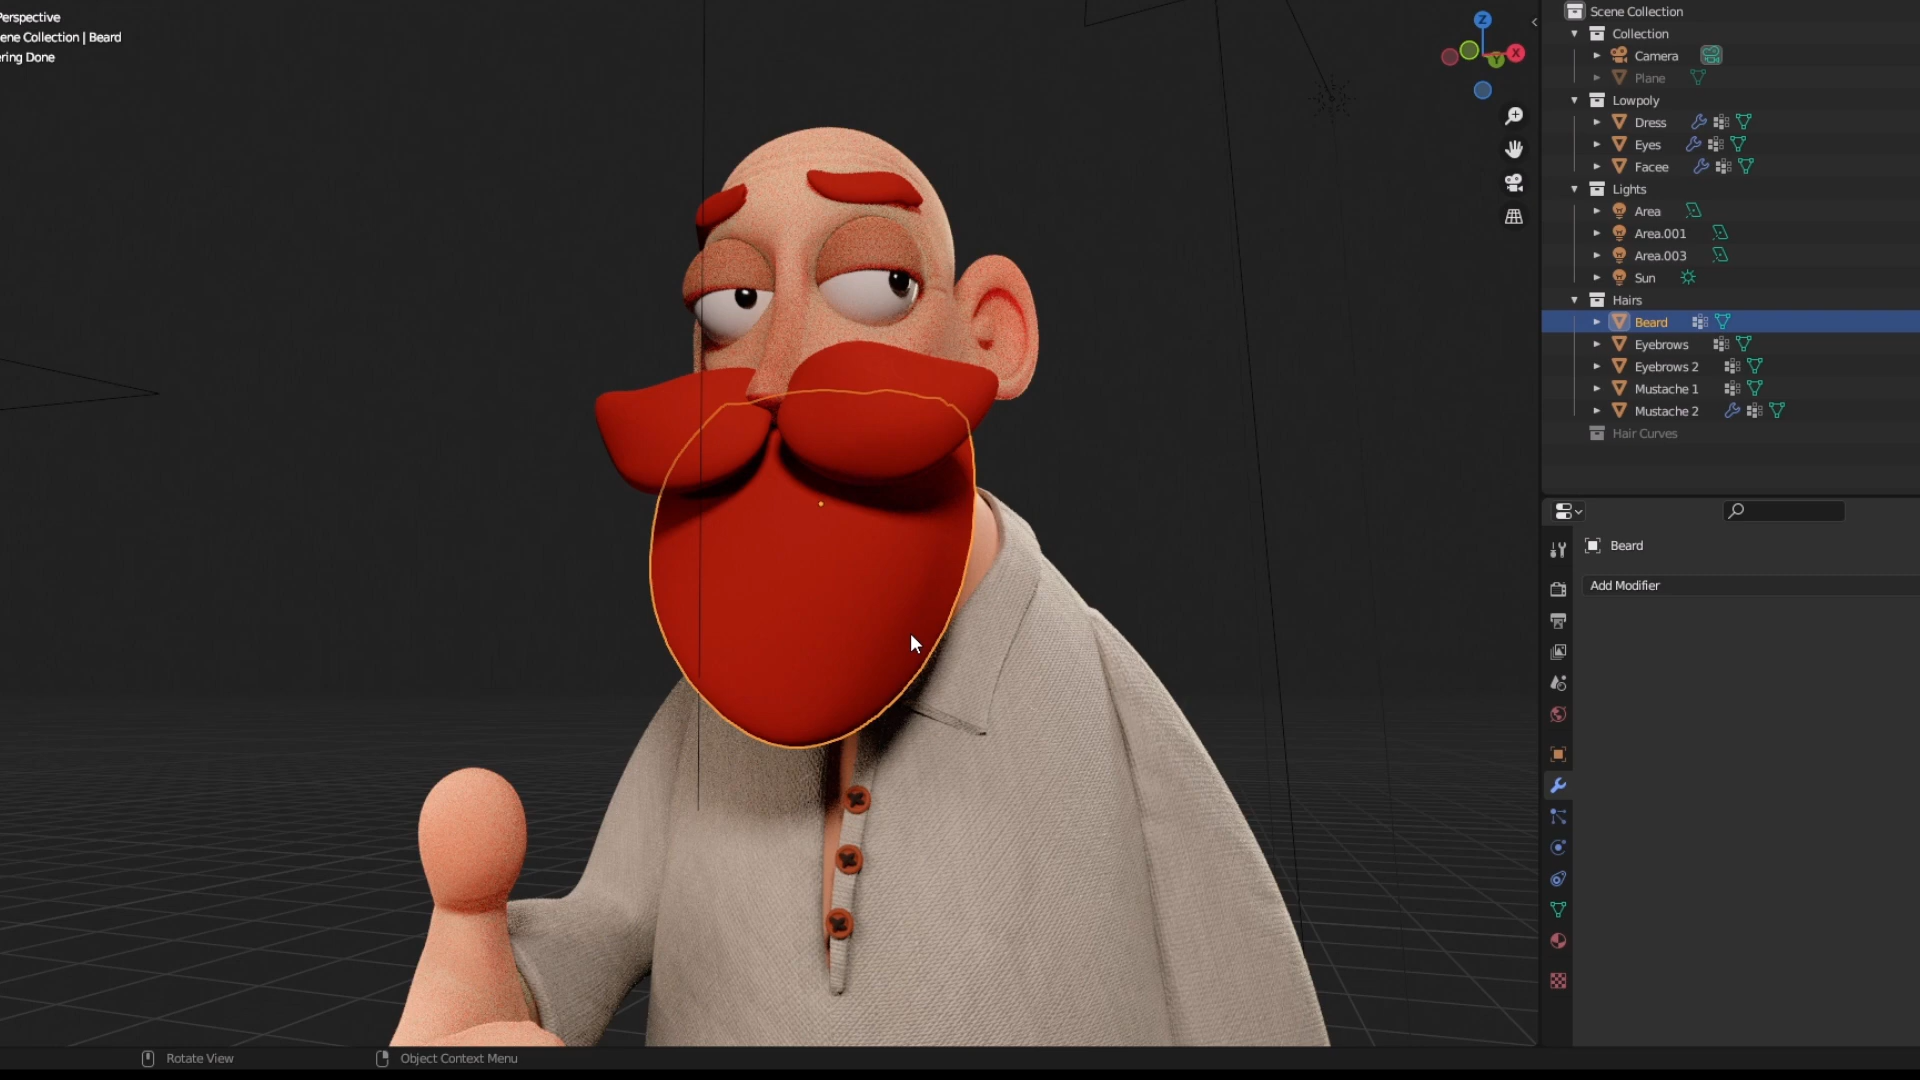 Perspective
ene Collection | Beard
ring Done
Z
X
Y
Scene Collection
Collection
Camera
Plane
Lowpoly
Dress
Eyes
Facee
Lights
Area
Area.001
Area.003
Sun
Hairs
Beard
Eyebrows
Eyebrows 2
Mustache 1
Mustache 2
Hair Curves
Beard
Add Modifier
Rotate View
Object Context Menu